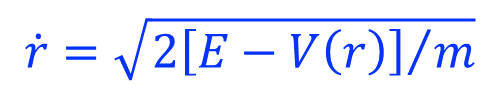 ṙ = √2[E − V(r)]/m